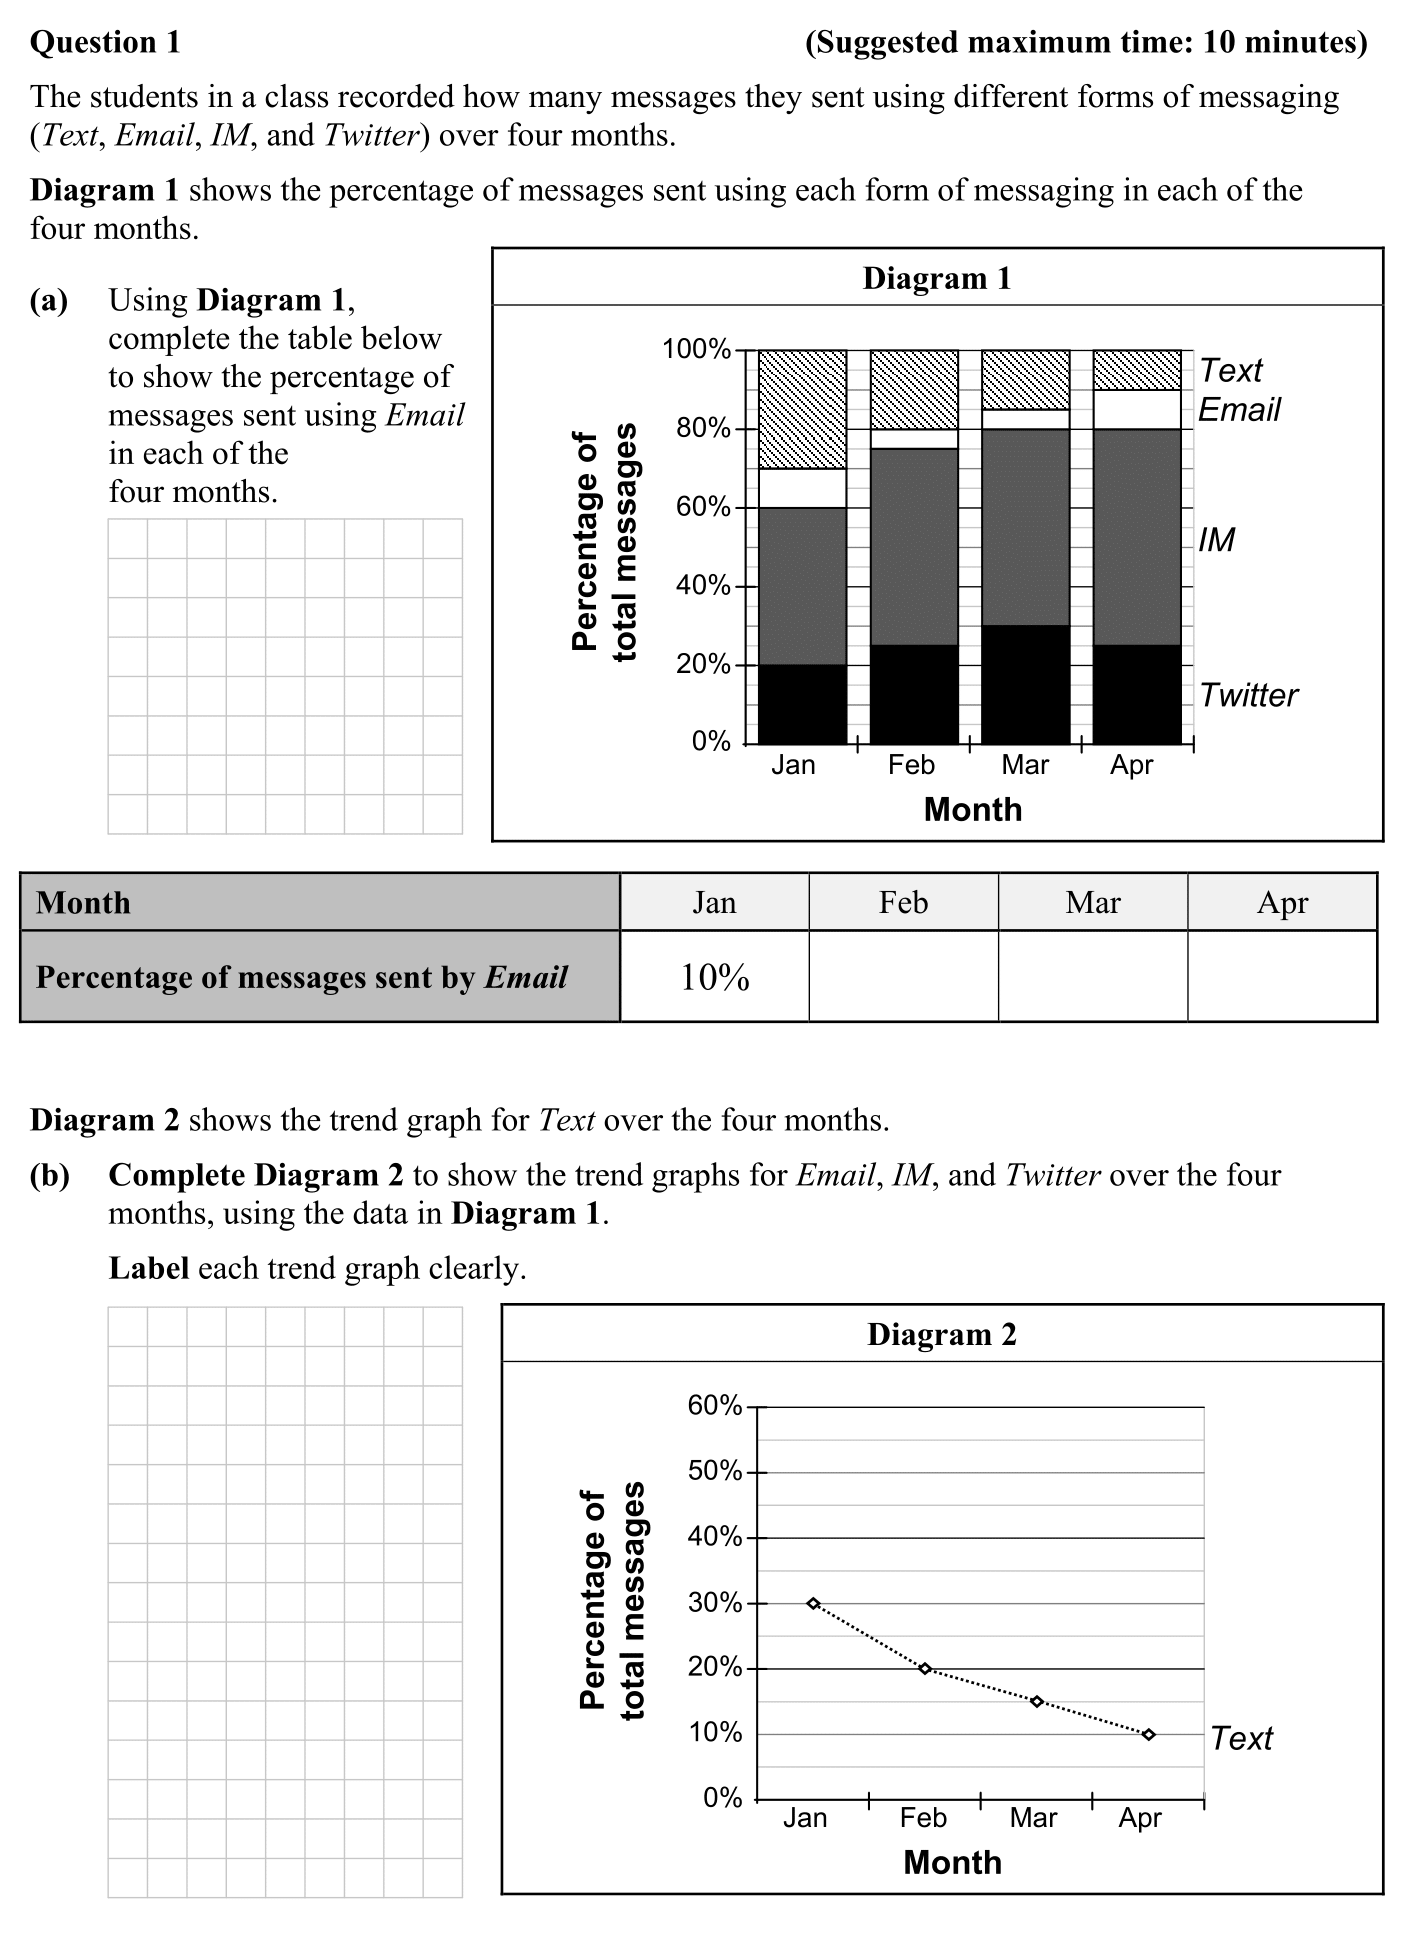 Question 1 (Suggested maximum time: 10 minutes)
The students in a class recorded how many messages they sent using different forms of messaging
(Text, Email, IM, and Twitter) over four months.
Diagram 1 shows the percentage of messages sent using each form of messaging in each of the
four months.
(a) Using Diagram 1,
complete the table below
to show the percentage of
messages sent using Email
in each of the
four months.
Diagram 1
Percentage of
total messages
100%
80%
60%
40%
20%
0%
Text
Email
IM
Twitter
Jan Feb Mar Apr
Month
Month Jan Feb Mar Apr
Percentage of messages sent by Email 10%
Diagram 2 shows the trend graph for Text over the four months.
(b) Complete Diagram 2 to show the trend graphs for Email, IM, and Twitter over the four
months, using the data in Diagram 1.
Label each trend graph clearly.
Diagram 2
Percentage of
total messages
60%
50%
40%
30%
20%
10%
0%
Text
Jan Feb Mar Apr
Month